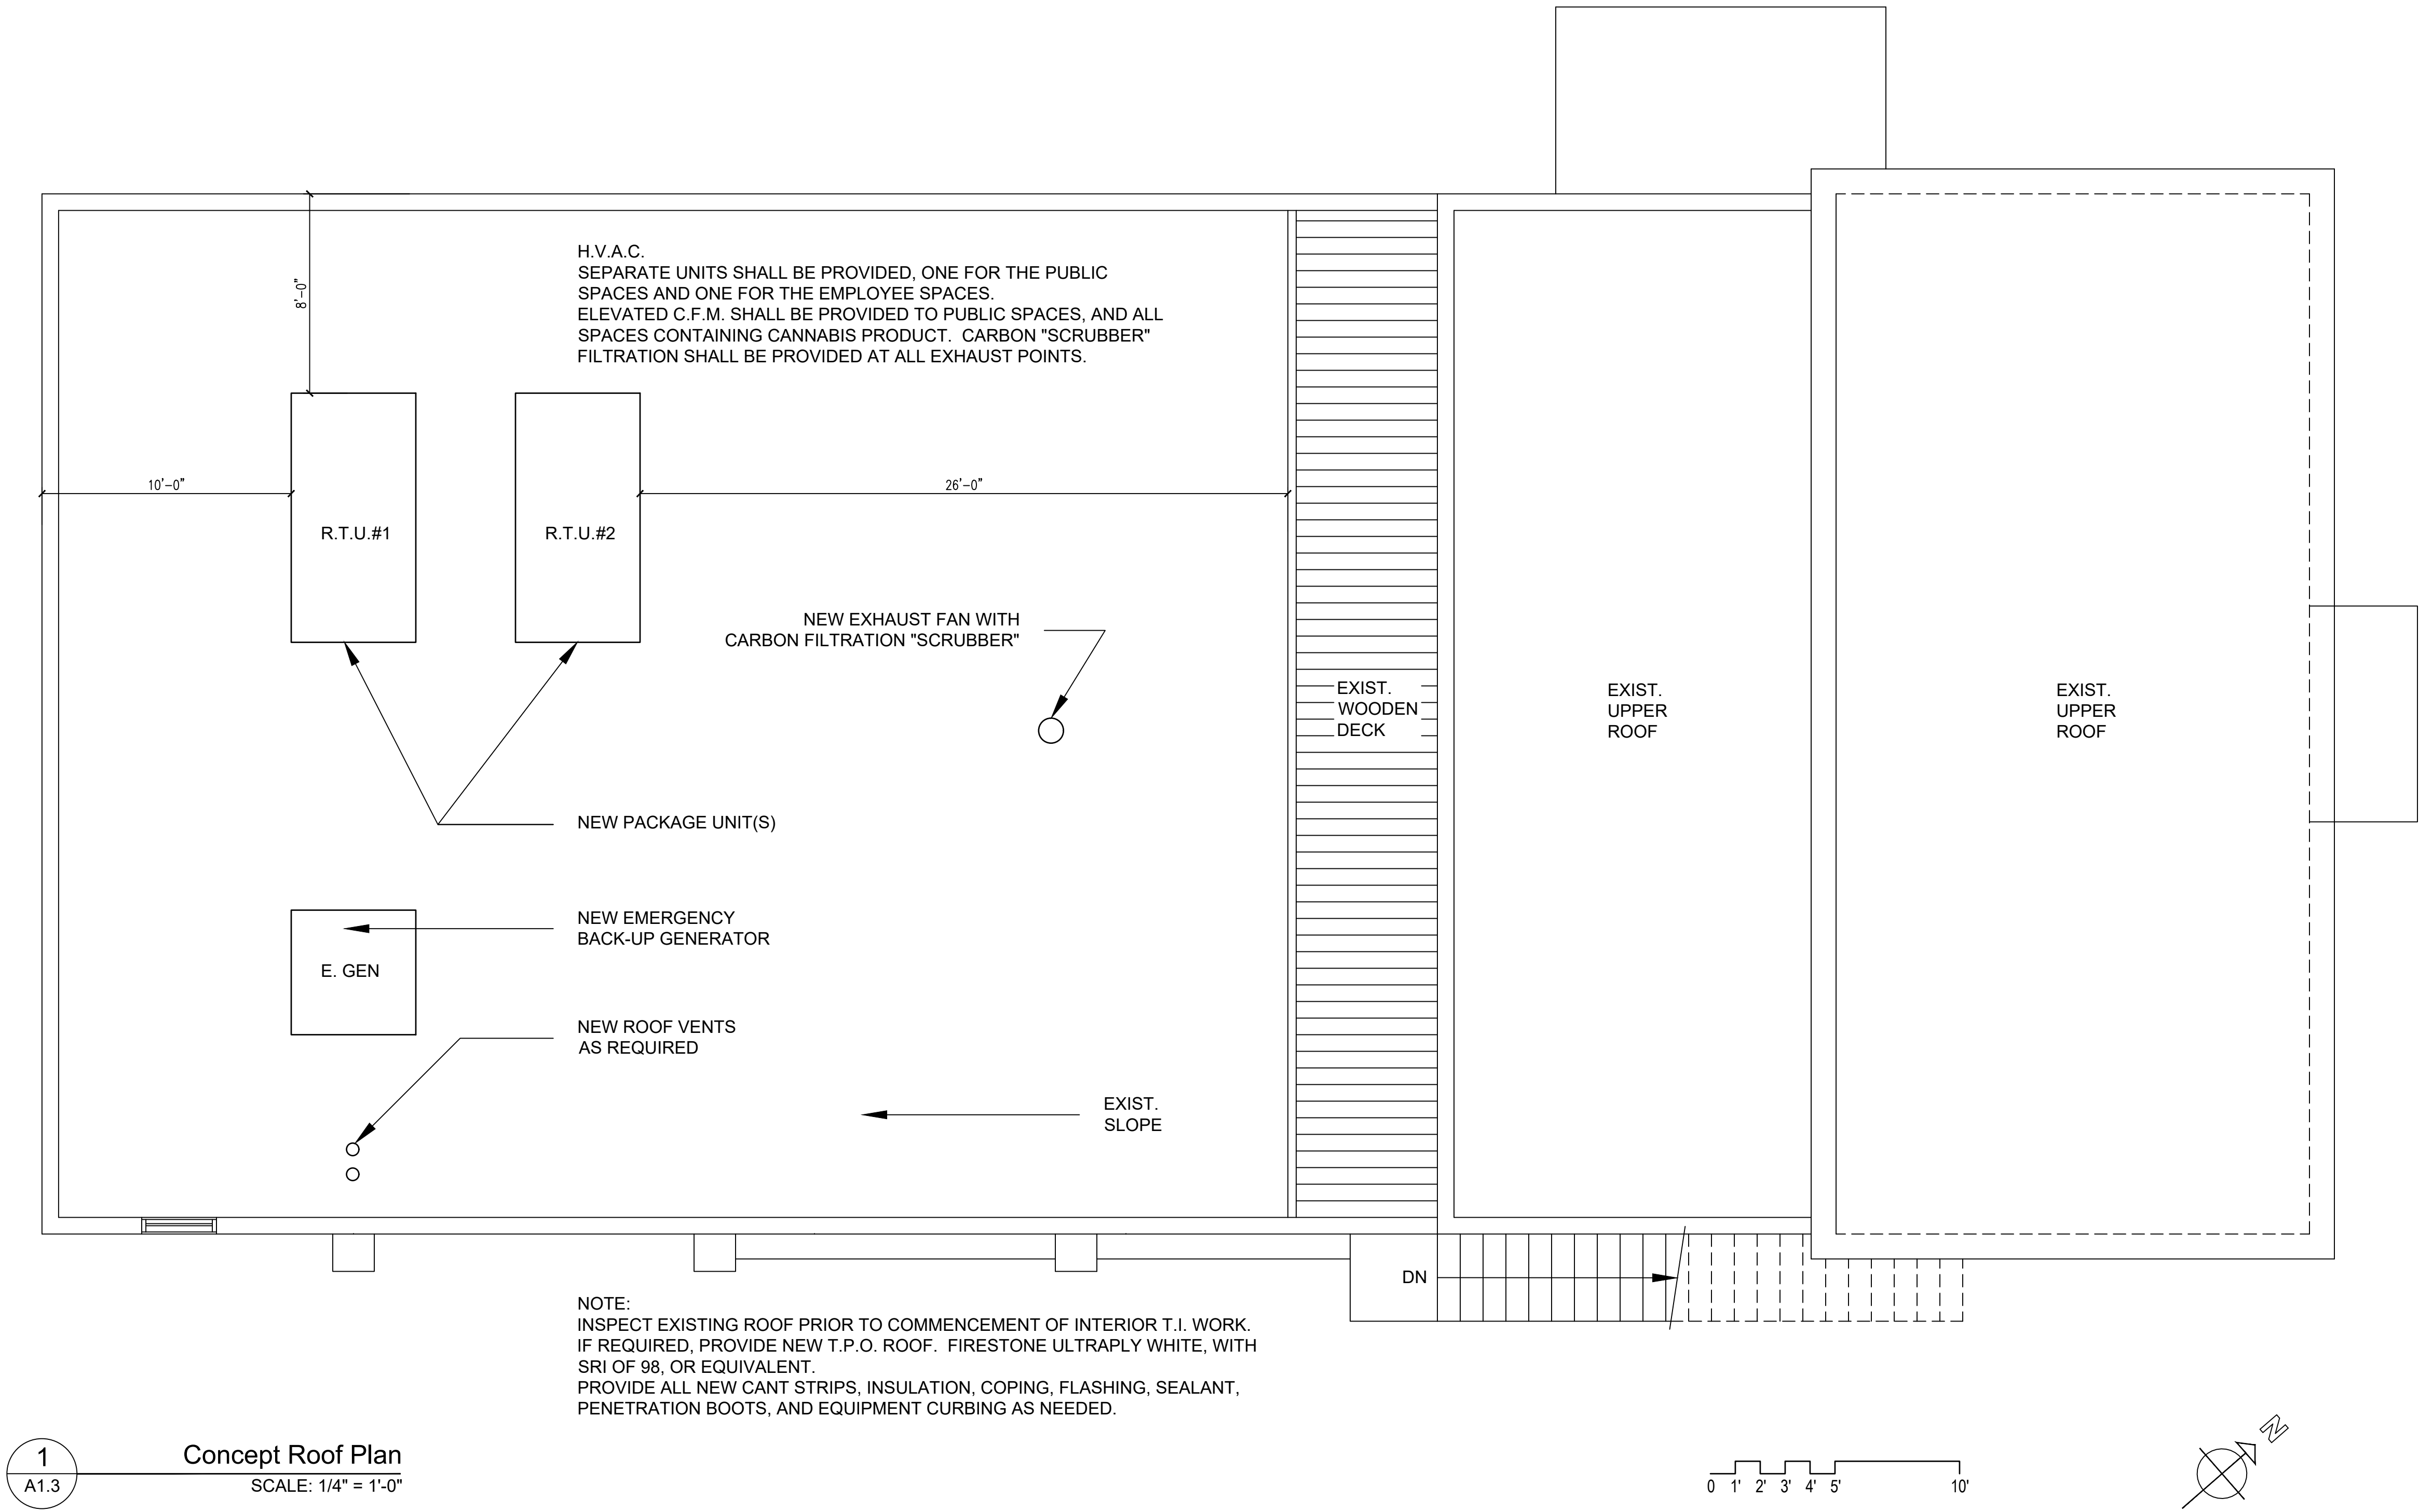 H.V.A.C.
SEPARATE UNITS SHALL BE PROVIDED, ONE FOR THE PUBLIC
SPACES AND ONE FOR THE EMPLOYEE SPACES.
ELEVATED C.F.M. SHALL BE PROVIDED TO PUBLIC SPACES, AND ALL
SPACES CONTAINING CANNABIS PRODUCT.  CARBON "SCRUBBER"
FILTRATION SHALL BE PROVIDED AT ALL EXHAUST POINTS.
8'-0"
10'-0"
26'-0"
R.T.U.#1
R.T.U.#2
NEW EXHAUST FAN WITH
CARBON FILTRATION "SCRUBBER"
EXIST.
WOODEN
DECK
EXIST.
UPPER
ROOF
EXIST.
UPPER
ROOF
NEW PACKAGE UNIT(S)
NEW EMERGENCY
BACK-UP GENERATOR
E. GEN
NEW ROOF VENTS
AS REQUIRED
EXIST.
SLOPE
DN
NOTE:
INSPECT EXISTING ROOF PRIOR TO COMMENCEMENT OF INTERIOR T.I. WORK.
IF REQUIRED, PROVIDE NEW T.P.O. ROOF.  FIRESTONE ULTRAPLY WHITE, WITH
SRI OF 98, OR EQUIVALENT.
PROVIDE ALL NEW CANT STRIPS, INSULATION, COPING, FLASHING, SEALANT,
PENETRATION BOOTS, AND EQUIPMENT CURBING AS NEEDED.
1
A1.3
Concept Roof Plan
SCALE: 1/4" = 1'-0"
0 1' 2' 3' 4' 5' 10'
N